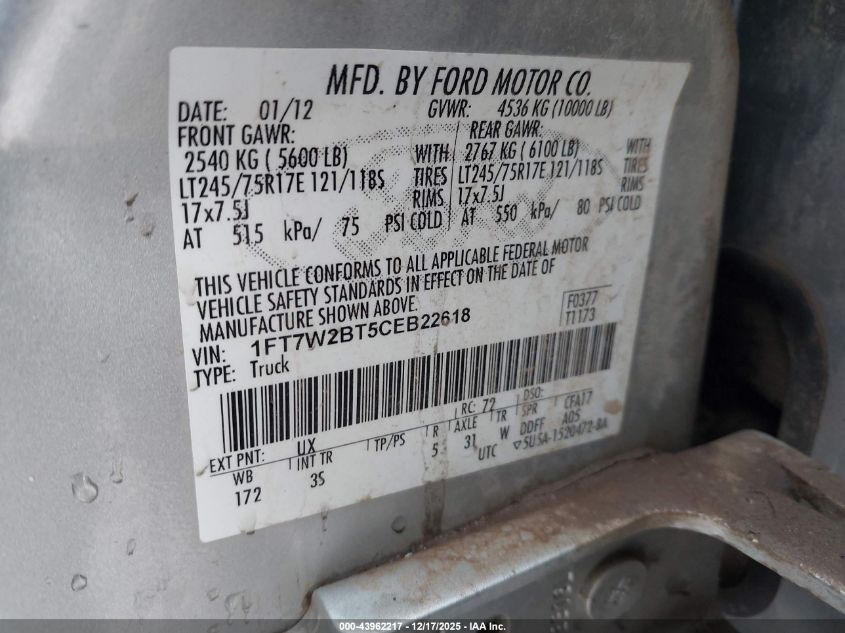 MFD. BY FORD MOTOR CO.
DATE: 01/12 GVWR: 4536 KG (10000 LB)
FRONT GAWR: REAR GAWR:
2540 KG ( 5600 LB) WITH 2767 KG ( 6100 LB) WITH
LT245/75R17E 121/118S TIRES LT245/75R17E 121/118S TIRES
17x7.5J RIMS 17x7.5J RIMS
AT 515 kPa/ 75 PSI COLD AT 550 kPa/ 80 PSI COLD
THIS VEHICLE CONFORMS TO ALL APPLICABLE FEDERAL MOTOR
VEHICLE SAFETY STANDARDS IN EFFECT ON THE DATE OF
MANUFACTURE SHOWN ABOVE.
F0377
VIN: 1FT7W2BT5CEB22618 T1173
TYPE: Truck
RC: 72 DSO:
EXT PNT: UX TP/PS R AXLE TR SPR CFA17
WB INT TR 5 31 W DDFF A05
172 3S UTC ▽5U5A-1520472-BA
000-43962217 - 12/17/2025 - Copyright © IAA, LLC